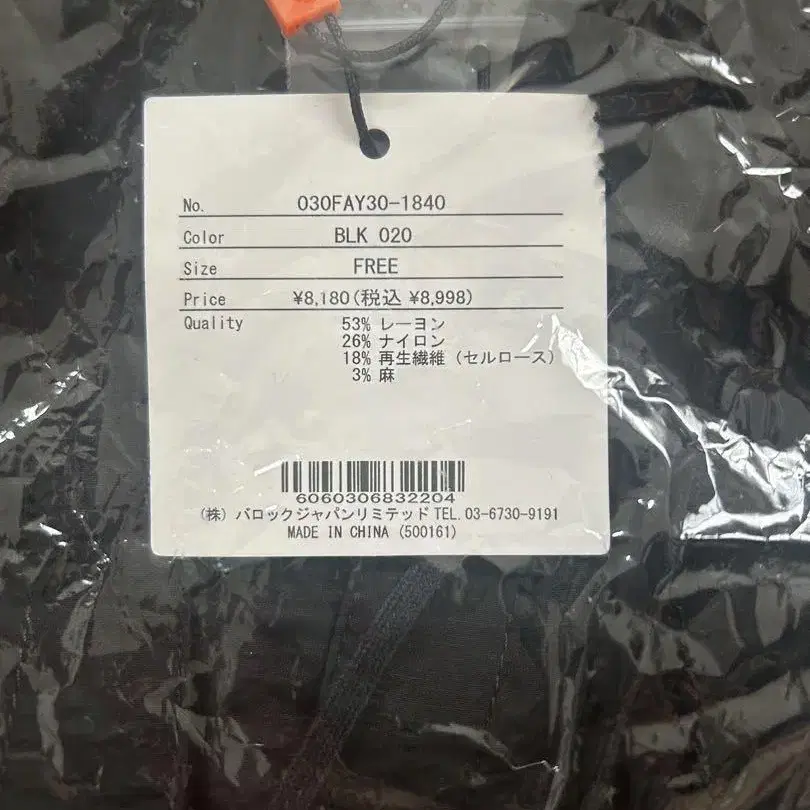 No. 030FAY30-1840
Color BLK 020
Size FREE
Price ¥8,180(税込 ¥8,998)
Quality 53% レーヨン
26% ナイロン
18% 再生繊維 (セルロース)
3% 麻
6060306832204
(株) バロックジャパンリミテッド TEL. 03-6730-9191
MADE IN CHINA (500161)